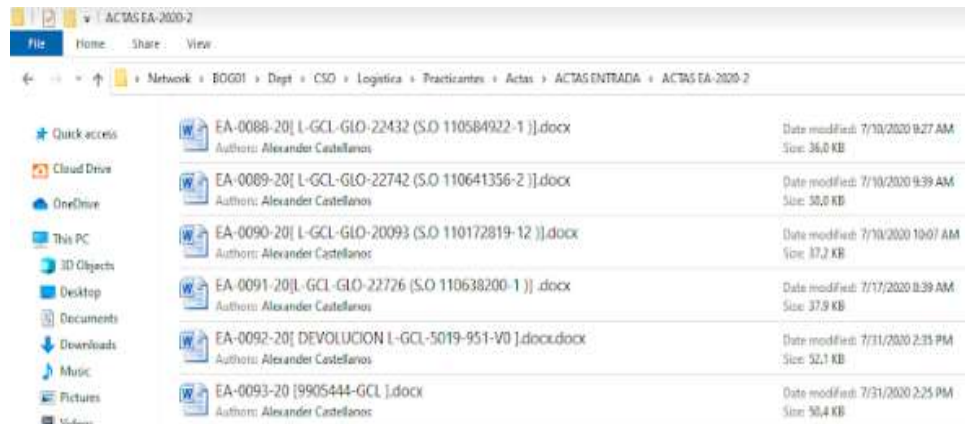 ACTAS EA-2020-2
File Home Share View
Network › BOG01 › Dept › CSO › Logistica › Practicantes › Actas › ACTAS ENTRADA › ACTAS EA-2020-2
Quick access
Cloud Drive
OneDrive
This PC
3D Objects
Desktop
Documents
Downloads
Music
Pictures
Videos
EA-0088-20[ L-GCL-GLO-22432 (S.O 110584922-1 )].docx
Authors: Alexander Castellanos
Date modified: 7/10/2020 9:27 AM
Size: 36,0 KB
EA-0089-20[ L-GCL-GLO-22742 (S.O 110641356-2 )].docx
Authors: Alexander Castellanos
Date modified: 7/10/2020 9:39 AM
Size: 38,0 KB
EA-0090-20[ L-GCL-GLO-20093 (S.O 110172819-12 )].docx
Authors: Alexander Castellanos
Date modified: 7/10/2020 10:07 AM
Size: 37,2 KB
EA-0091-20[L-GCL-GLO-22726 (S.O 110638200-1 )] .docx
Authors: Alexander Castellanos
Date modified: 7/17/2020 8:39 AM
Size: 37,9 KB
EA-0092-20[ DEVOLUCION L-GCL-5019-951-V0 ].docx.docx
Authors: Alexander Castellanos
Date modified: 7/31/2020 2:35 PM
Size: 52,1 KB
EA-0093-20 [9905444-GCL ].docx
Authors: Alexander Castellanos
Date modified: 7/31/2020 2:25 PM
Size: 50,4 KB